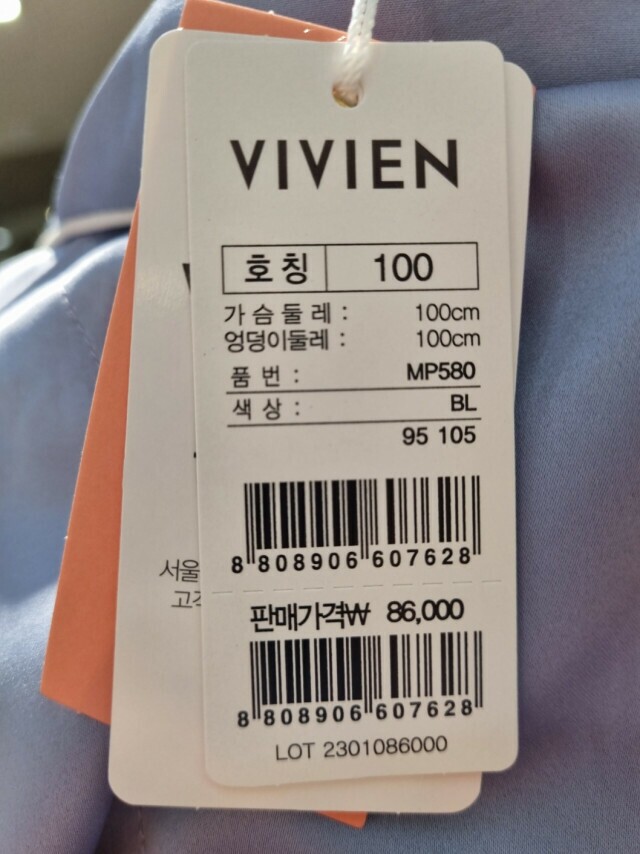 VIVIEN
호칭 100
가슴둘레 : 100cm
엉덩이둘레 : 100cm
품번 : MP580
색상 : BL
95 105
8 808906 607628
서울
판매가격₩ 86,000
8 808906 607628
LOT 2301086000